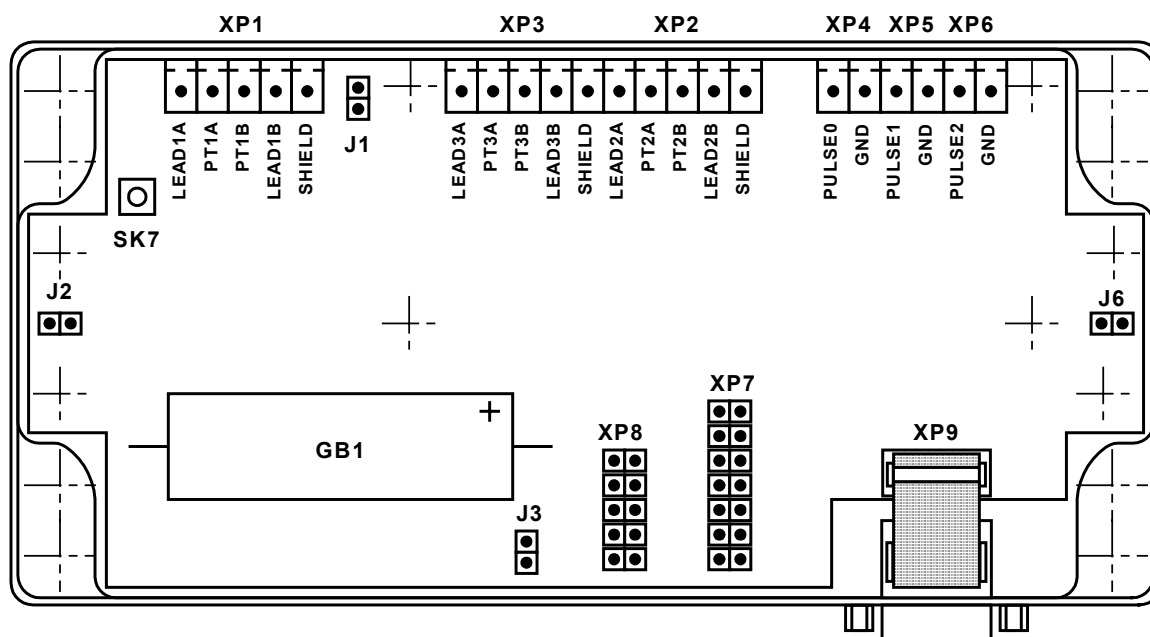 XP1 XP3 XP2 XP4 XP5 XP6
J1
LEAD1A
PT1A
PT1B
LEAD1B
SHIELD
LEAD3A
PT3A
PT3B
LEAD3B
SHIELD
LEAD2A
PT2A
PT2B
LEAD2B
SHIELD
PULSE0
GND
PULSE1
GND
PULSE2
GND
SK7
J2
J6
XP7
+
GB1
XP8
XP9
J3